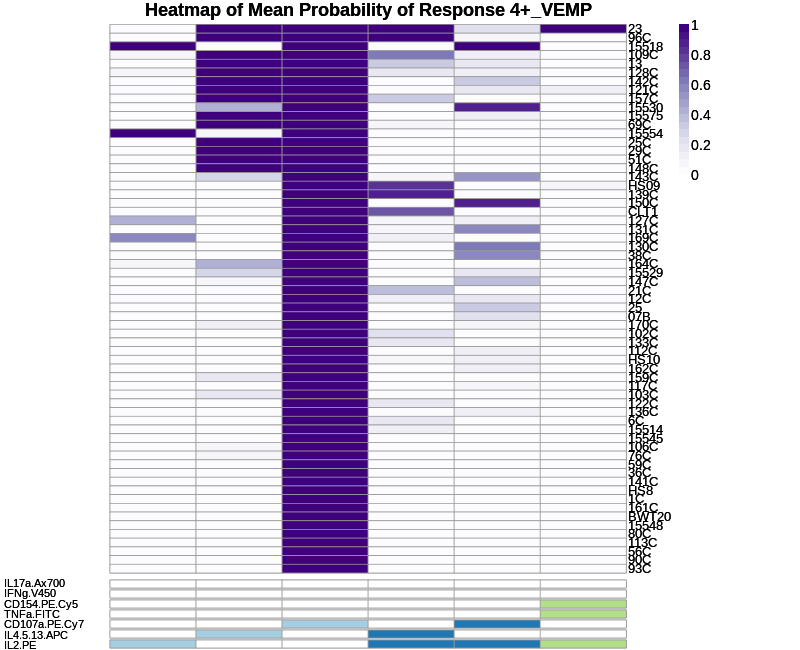 Heatmap of Mean Probability of Response 4+_VEMP
23
96C
15518
109C
13
128C
142C
121C
157C
15530
15575
69C
15554
25C
29C
51C
148C
143C
HS09
139C
150C
CLT1
127C
131C
169C
130C
38C
164C
15529
147C
21C
12C
25
07B
170C
102C
133C
112C
HS10
162C
159C
117C
103C
122C
136C
6C
15514
15545
106C
76C
59C
36C
141C
HS8
1C
161C
BWT20
15548
80C
113C
56C
90C
93C
1
0.8
0.6
0.4
0.2
0
IL17a.Ax700
IFNg.V450
CD154.PE.Cy5
TNFa.FITC
CD107a.PE.Cy7
IL4.5.13.APC
IL2.PE